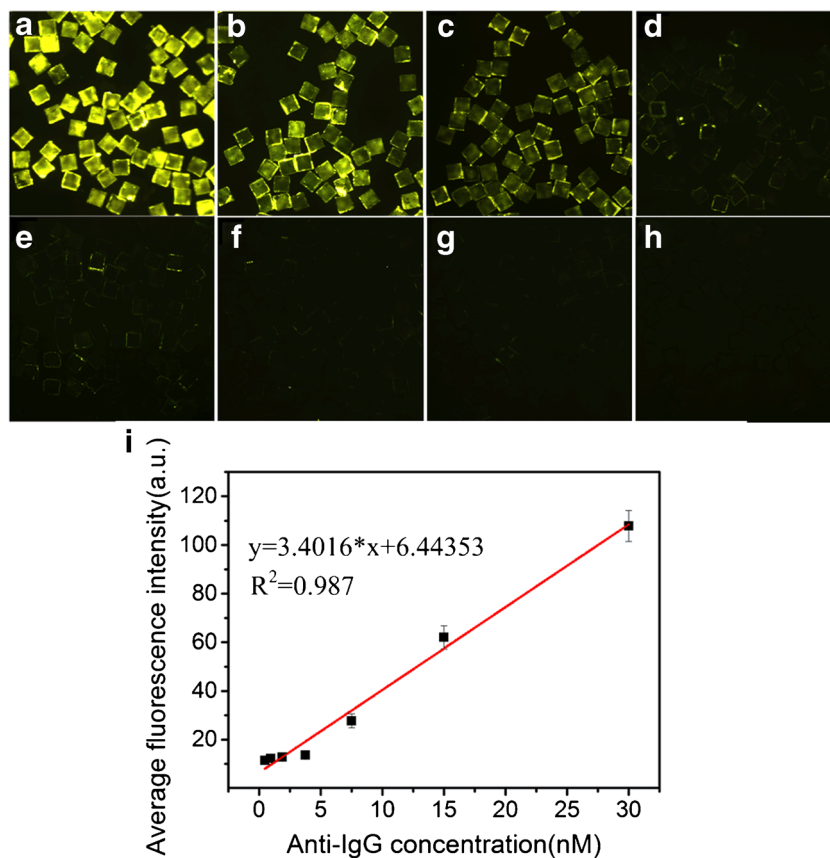 a b c d
e f g h
i
Average fluorescence intensity(a.u.)
120
100
80
60
40
20
y=3.4016*x+6.44353
R²=0.987
0 5 10 15 20 25 30
Anti-IgG concentration(nM)